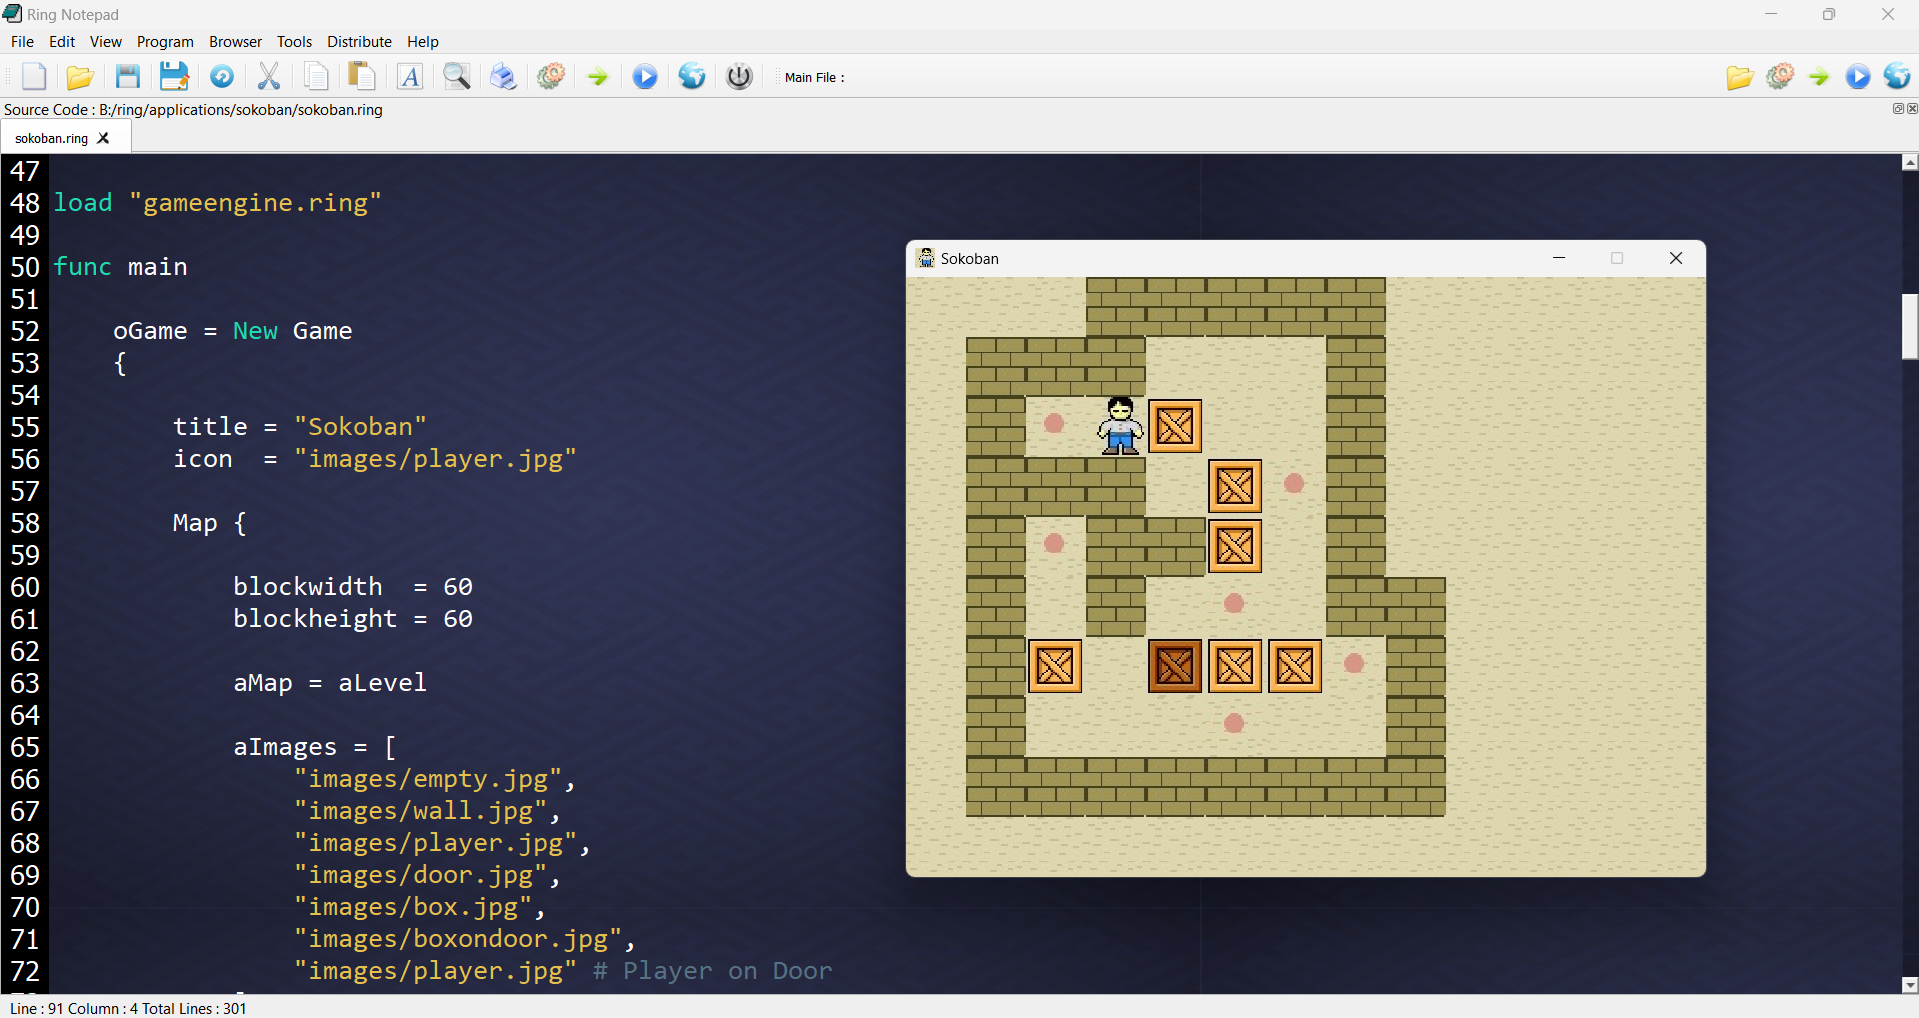 Ring Notepad
File Edit View Program Browser Tools Distribute Help
Main File :
Source Code : B:/ring/applications/sokoban/sokoban.ring
sokoban.ring
47
48 load "gameengine.ring"
49
50 func main
51
52 oGame = New Game
53 {
54
55 title = "Sokoban"
56 icon = "images/player.jpg"
57
58 Map {
59
60 blockwidth = 60
61 blockheight = 60
62
63 aMap = aLevel
64
65 aImages = [
66 "images/empty.jpg",
67 "images/wall.jpg",
68 "images/player.jpg",
69 "images/door.jpg",
70 "images/box.jpg",
71 "images/boxondoor.jpg",
72 "images/player.jpg" # Player on Door
Sokoban
Line : 91 Column : 4 Total Lines : 301